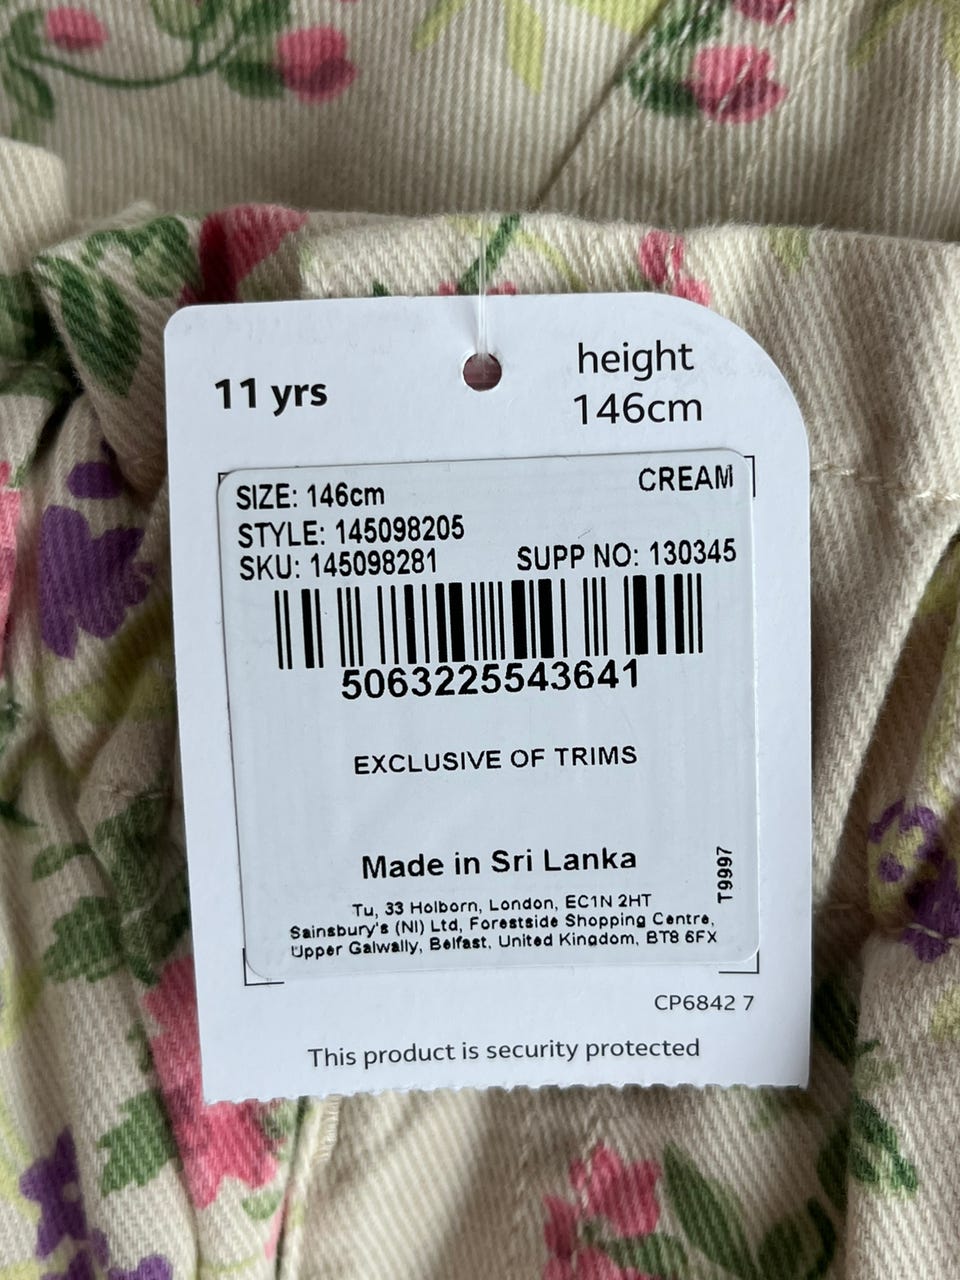 11 yrs
height
146cm
SIZE: 146cm
CREAM
STYLE: 145098205
SKU: 145098281
SUPP NO: 130345
5063225543641
EXCLUSIVE OF TRIMS
Made in Sri Lanka
T9997
Tu, 33 Holborn, London, EC1N 2HT
Sainsbury's (NI) Ltd, Forestside Shopping Centre,
Upper Galwally, Belfast, United Kingdom, BT8 6FX
CP6842 7
This product is security protected